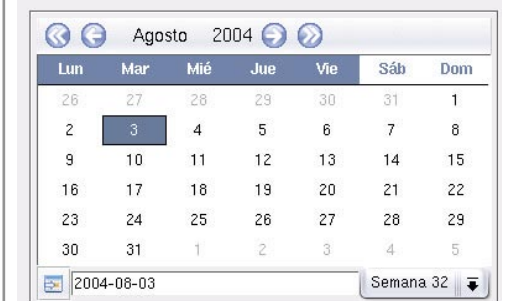 Agosto 2004
Lun Mar Mié Jue Vie Sáb Dom
26 27 28 29 30 31 1
2 3 4 5 6 7 8
9 10 11 12 13 14 15
16 17 18 19 20 21 22
23 24 25 26 27 28 29
30 31 1 2 3 4 5
2004-08-03 Semana 32